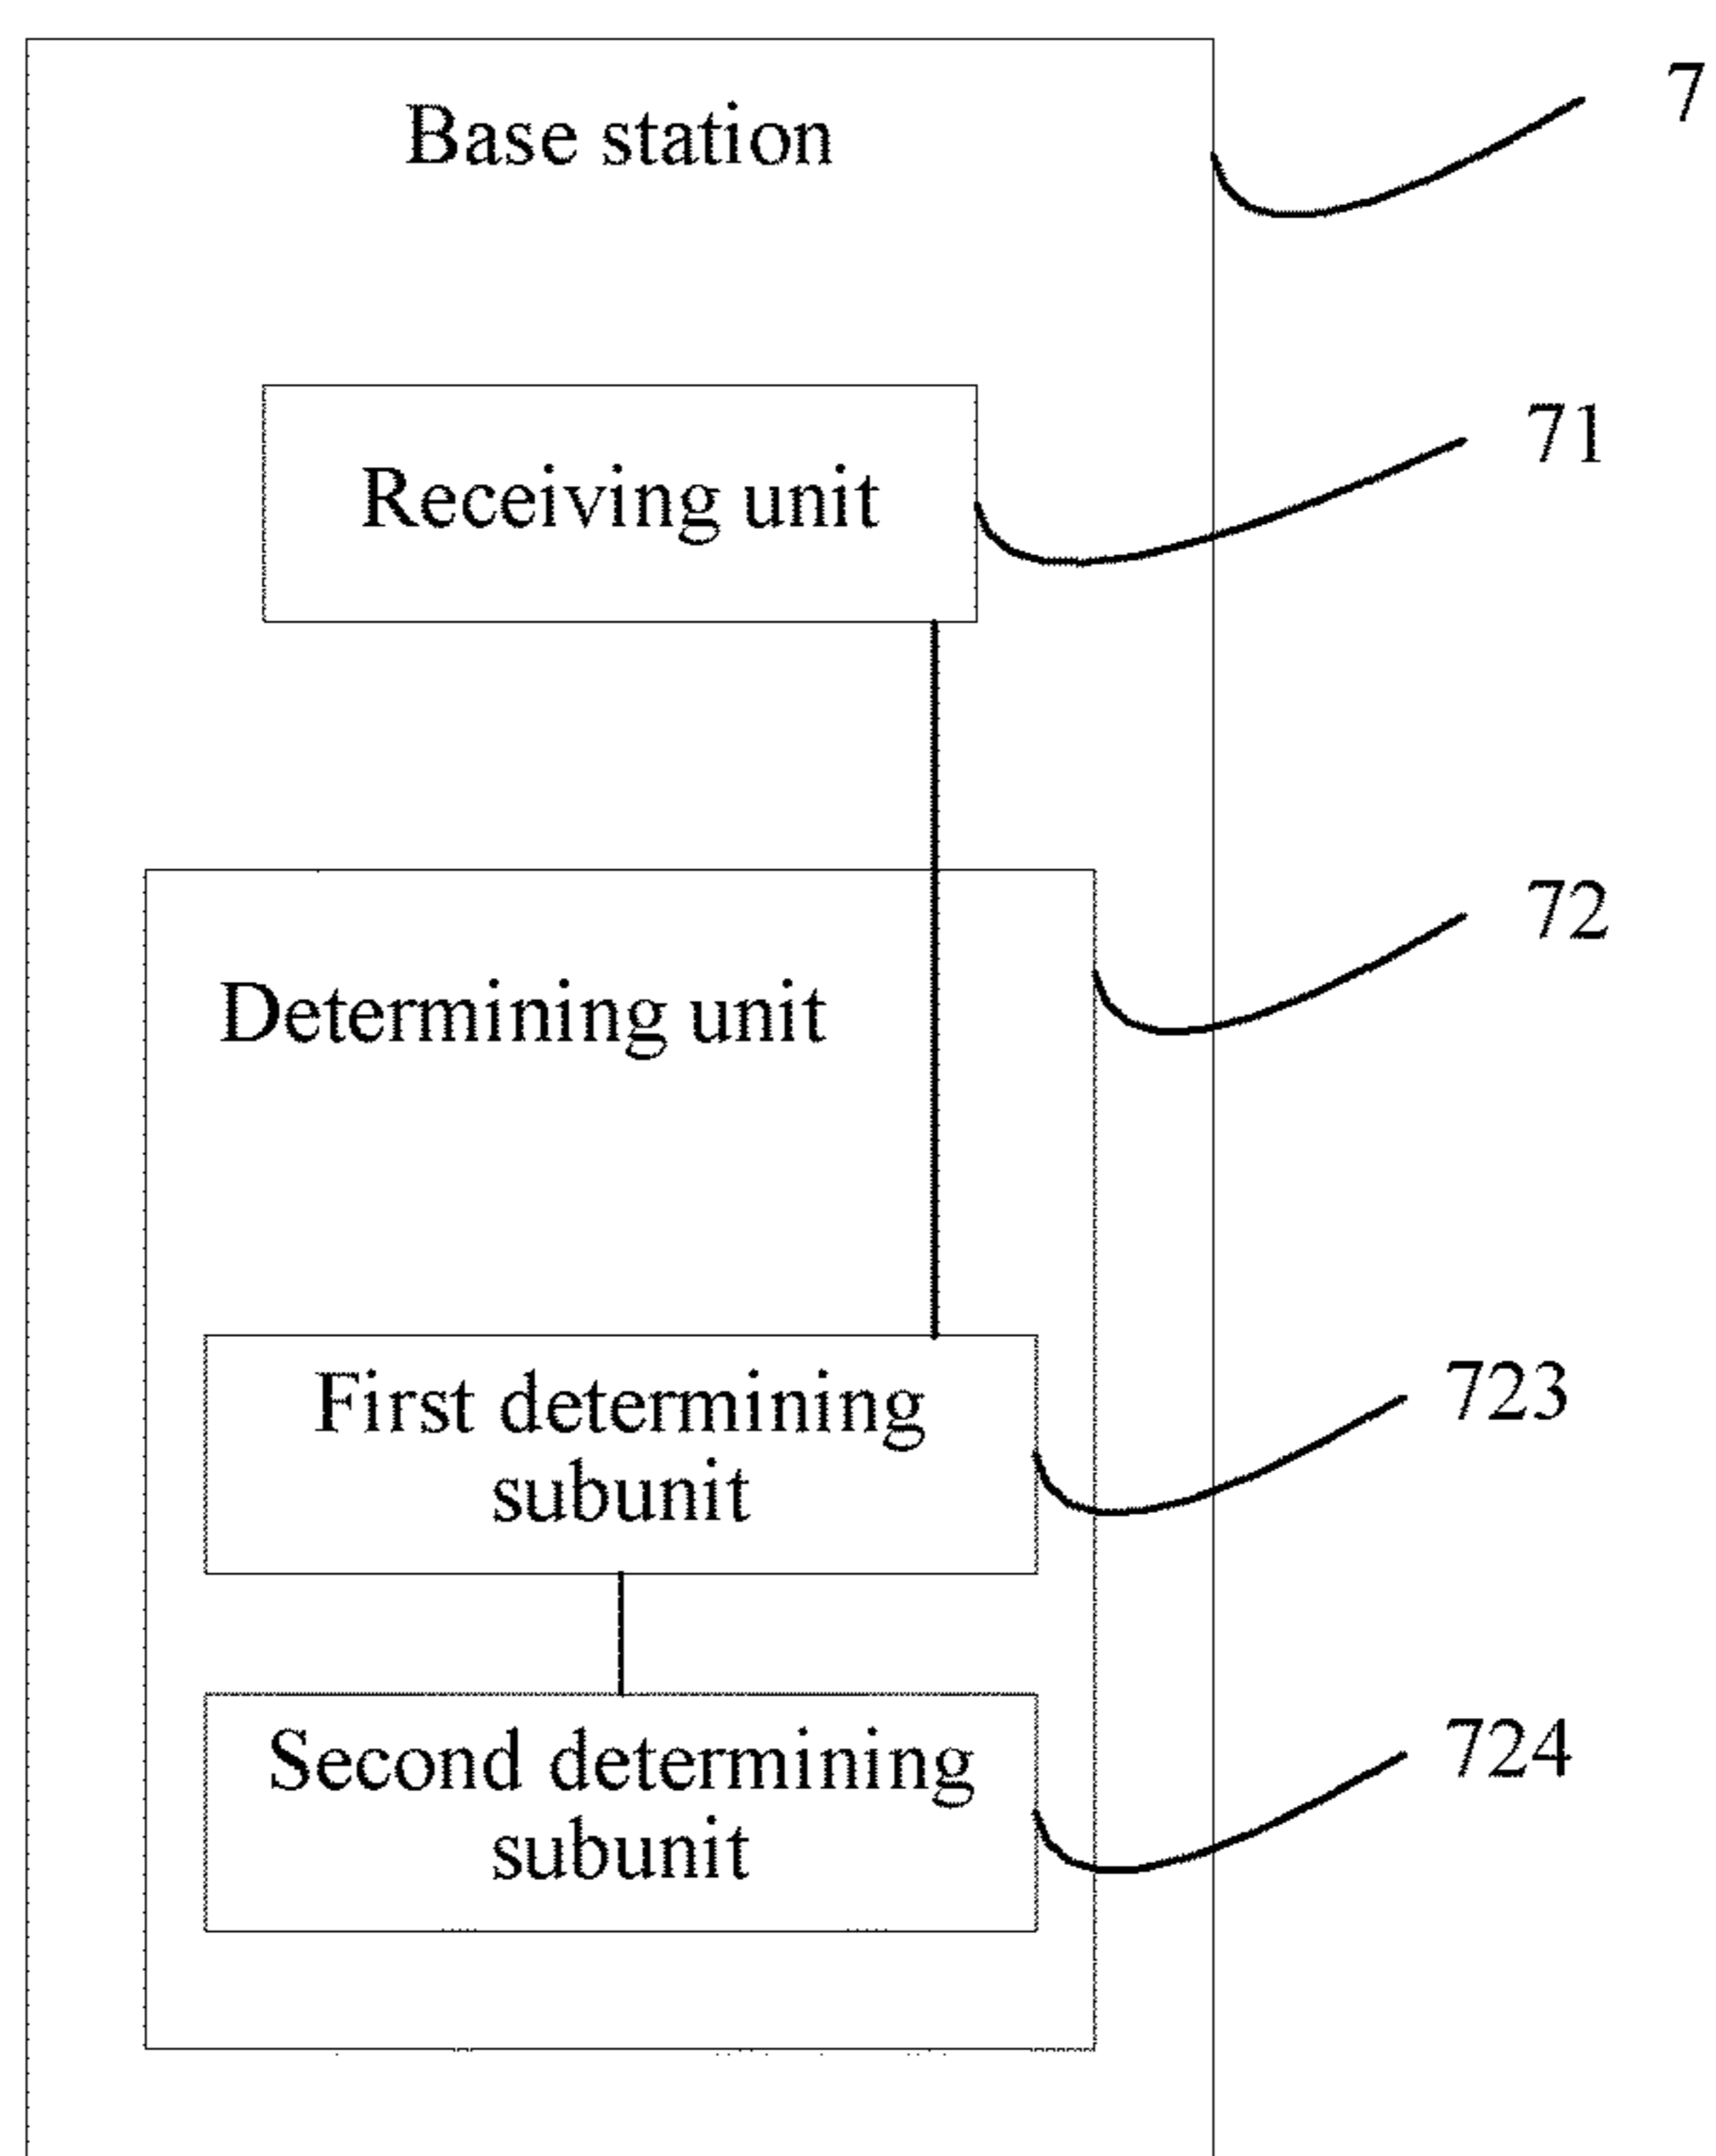 Base station
7
Receiving unit
71
Determining unit
72
First determining
subunit
723
Second determining
subunit
724